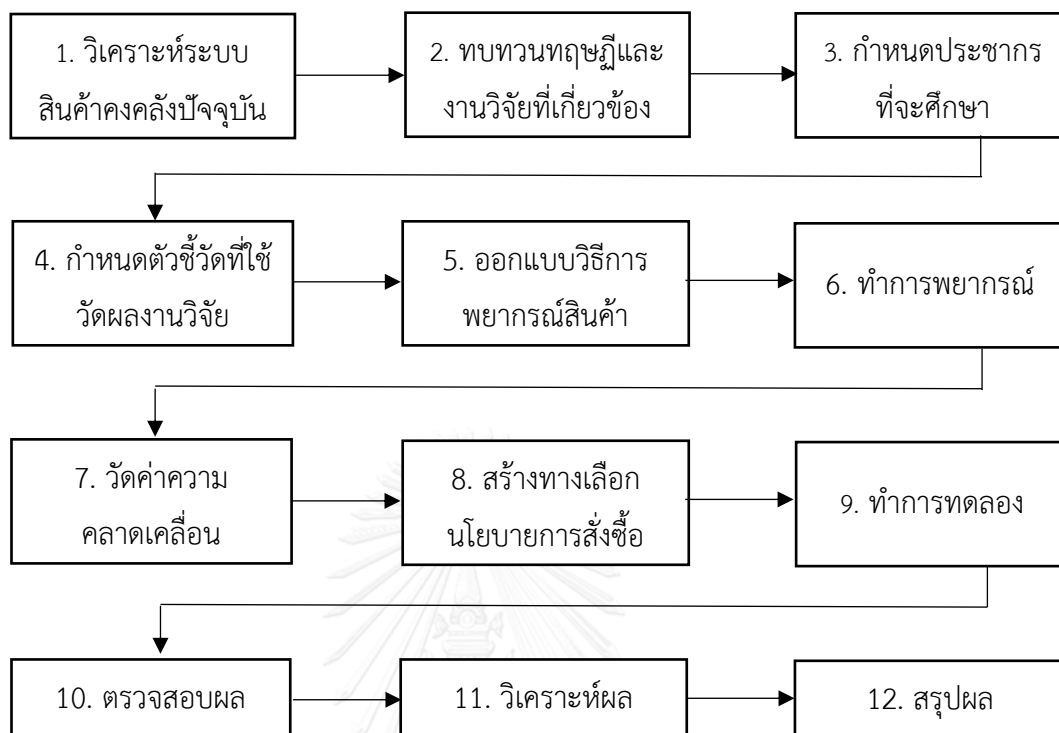 1. วิเคราะห์ระบบ
สินค้าคงคลังปัจจุบัน
2. ทบทวนทฤษฏีและ
งานวิจัยที่เกี่ยวข้อง
3. กำหนดประชากร
ที่จะศึกษา
4. กำหนดตัวชี้วัดที่ใช้
วัดผลงานวิจัย
5. ออกแบบวิธีการ
พยากรณ์สินค้า
6. ทำการพยากรณ์
7. วัดค่าความ
คลาดเคลื่อน
8. สร้างทางเลือก
นโยบายการสั่งซื้อ
9. ทำการทดลอง
10. ตรวจสอบผล
11. วิเคราะห์ผล
12. สรุปผล